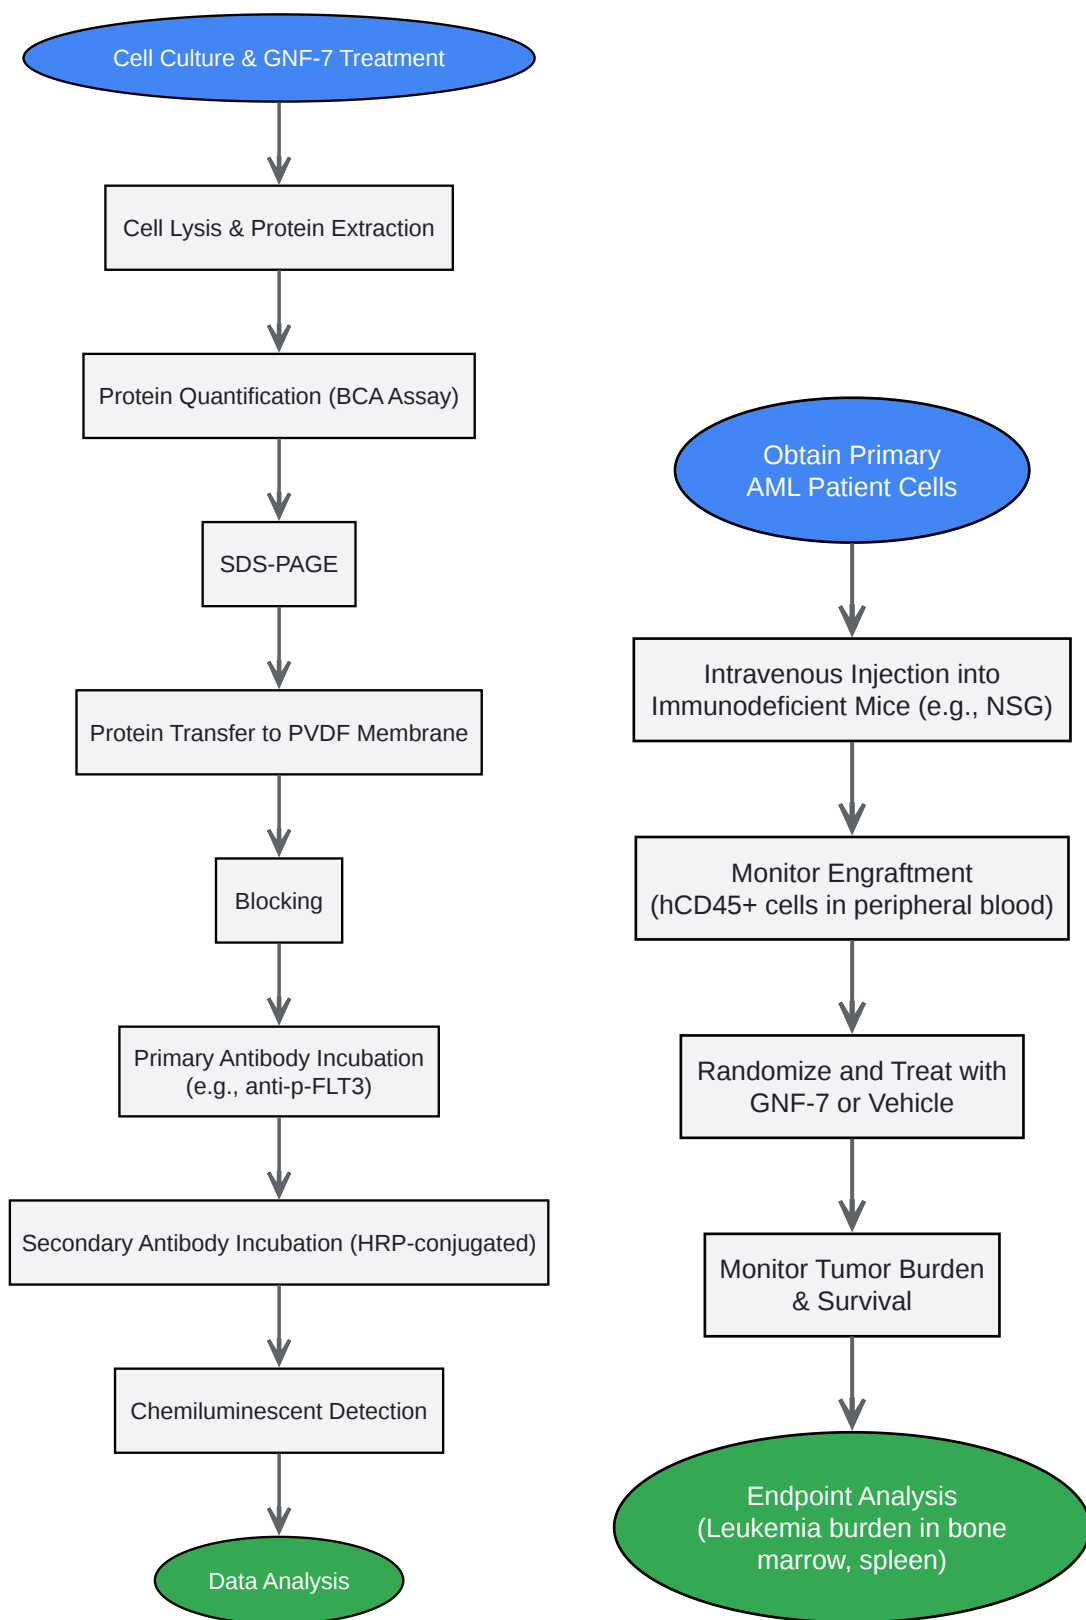 Cell Culture & GNF-7 Treatment
Cell Lysis & Protein Extraction
Protein Quantification (BCA Assay)
SDS-PAGE
Protein Transfer to PVDF Membrane
Blocking
Primary Antibody Incubation
(e.g., anti-p-FLT3)
Secondary Antibody Incubation (HRP-conjugated)
Chemiluminescent Detection
Data Analysis
Obtain Primary
AML Patient Cells
Intravenous Injection into
Immunodeficient Mice (e.g., NSG)
Monitor Engraftment
(hCD45+ cells in peripheral blood)
Randomize and Treat with
GNF-7 or Vehicle
Monitor Tumor Burden
& Survival
Endpoint Analysis
(Leukemia burden in bone
marrow, spleen)